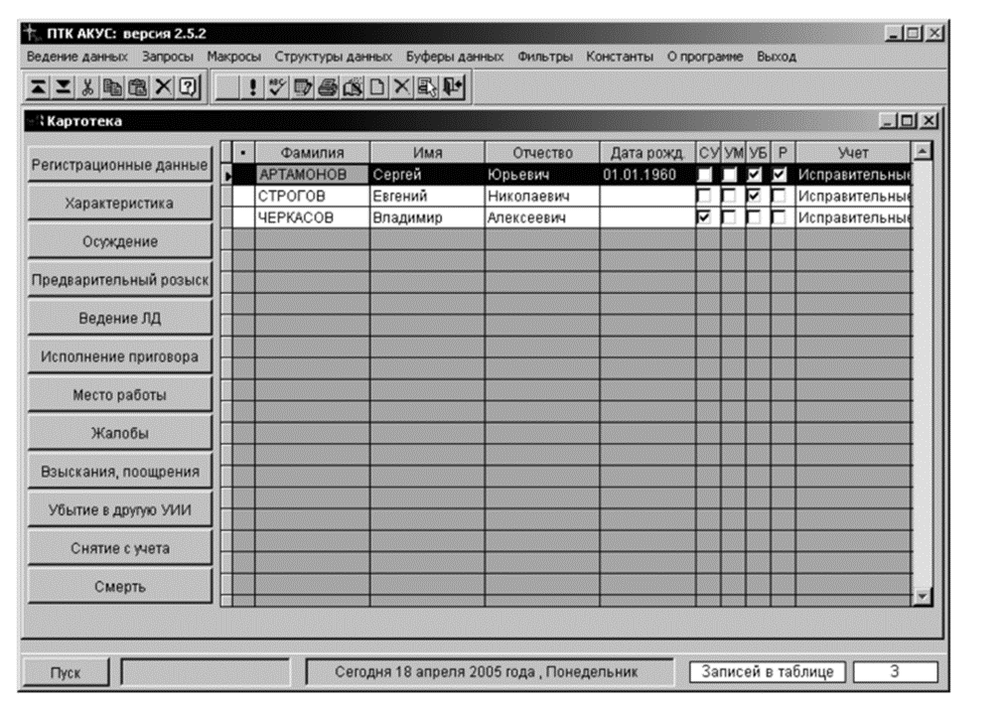 ПТК АКУС: версия 2.5.2
Ведение данных Запросы Макросы Структуры данных Буферы данных Фильтры Константы О программе Выход
Картотека
Регистрационные данные
Характеристика
Осуждение
Предварительный розыск
Ведение ЛД
Исполнение приговора
Место работы
Жалобы
Взыскания, поощрения
Убытие в другую УИИ
Снятие с учета
Смерть
Фамилия Имя Отчество Дата рожд. СУ УМ УБ Р Учет
АРТАМОНОВ Сергей Юрьевич 01.01.1960 Исправительные
СТРОГОВ Евгений Николаевич Исправительные
ЧЕРКАСОВ Владимир Алексеевич Исправительные
Пуск Сегодня 18 апреля 2005 года , Понедельник Записей в таблице 3